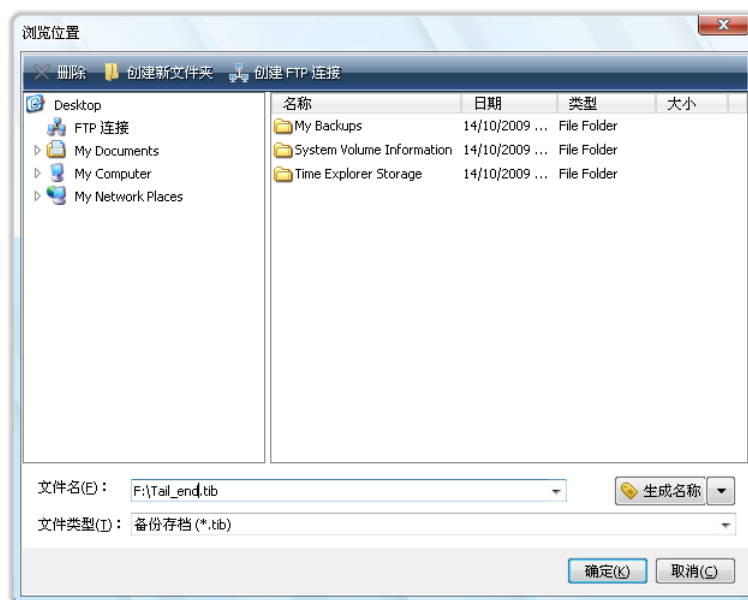 浏览位置
删除 创建新文件夹 创建 FTP 连接
Desktop
FTP 连接
My Documents
My Computer
My Network Places
名称 日期 类型 大小
My Backups 14/10/2009 ... File Folder
System Volume Information 14/10/2009 ... File Folder
Time Explorer Storage 14/10/2009 ... File Folder
文件名(F)： F:\Tail_end.tib 生成名称
文件类型(T)： 备份存档 (*.tib)
确定(K) 取消(C)